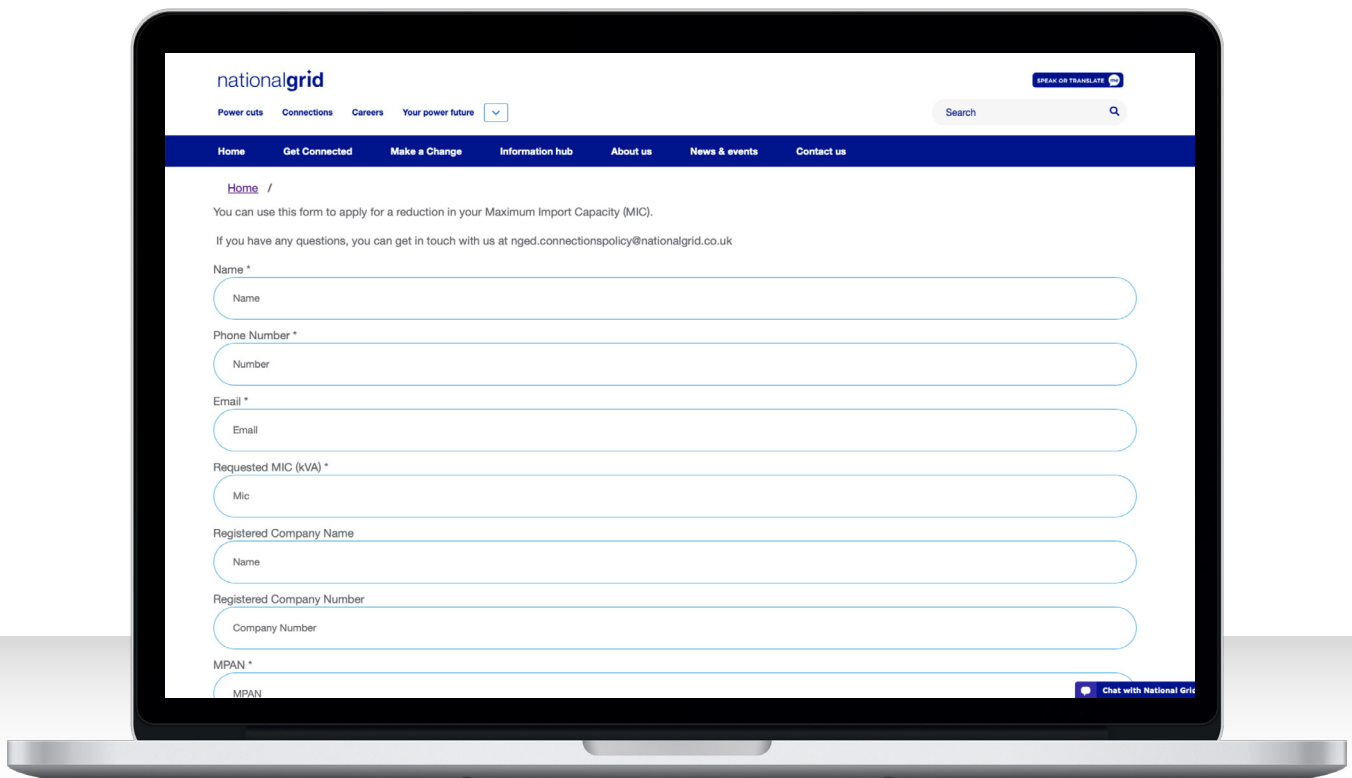 nationalgrid
SPEAK OR TRANSLATE me
Power cuts Connections Careers Your power future
Search
Home Get Connected Make a Change Information hub About us News & events Contact us
Home /
You can use this form to apply for a reduction in your Maximum Import Capacity (MIC).
If you have any questions, you can get in touch with us at nged.connectionspolicy@nationalgrid.co.uk
Name *
Name
Phone Number *
Number
Email *
Email
Requested MIC (kVA) *
Mic
Registered Company Name
Name
Registered Company Number
Company Number
MPAN *
MPAN
Chat with National Grid